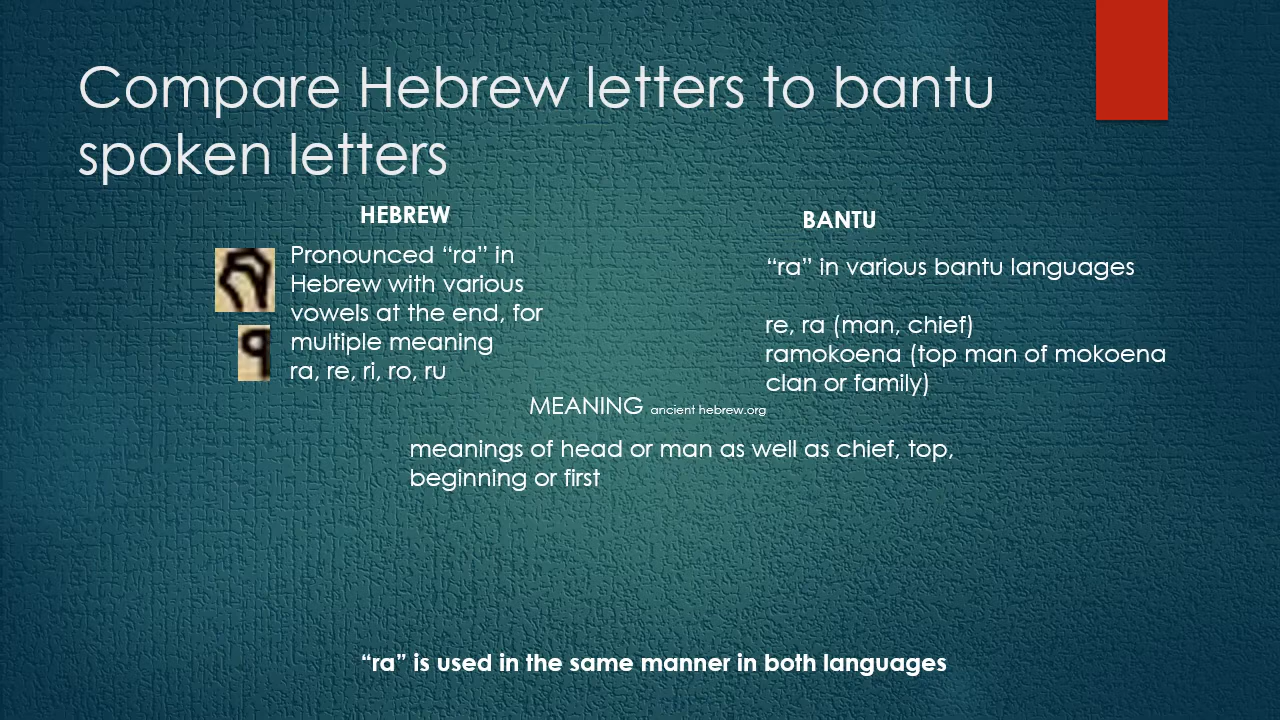 Compare Hebrew letters to bantu
spoken letters
HEBREW
Pronounced “ra” in
Hebrew with various
vowels at the end, for
multiple meaning
ra, re, ri, ro, ru
BANTU
“ra” in various bantu languages
re, ra (man, chief)
ramokoena (top man of mokoena
clan or family)
MEANING ancient hebrew.org
meanings of head or man as well as chief, top,
beginning or first
“ra” is used in the same manner in both languages